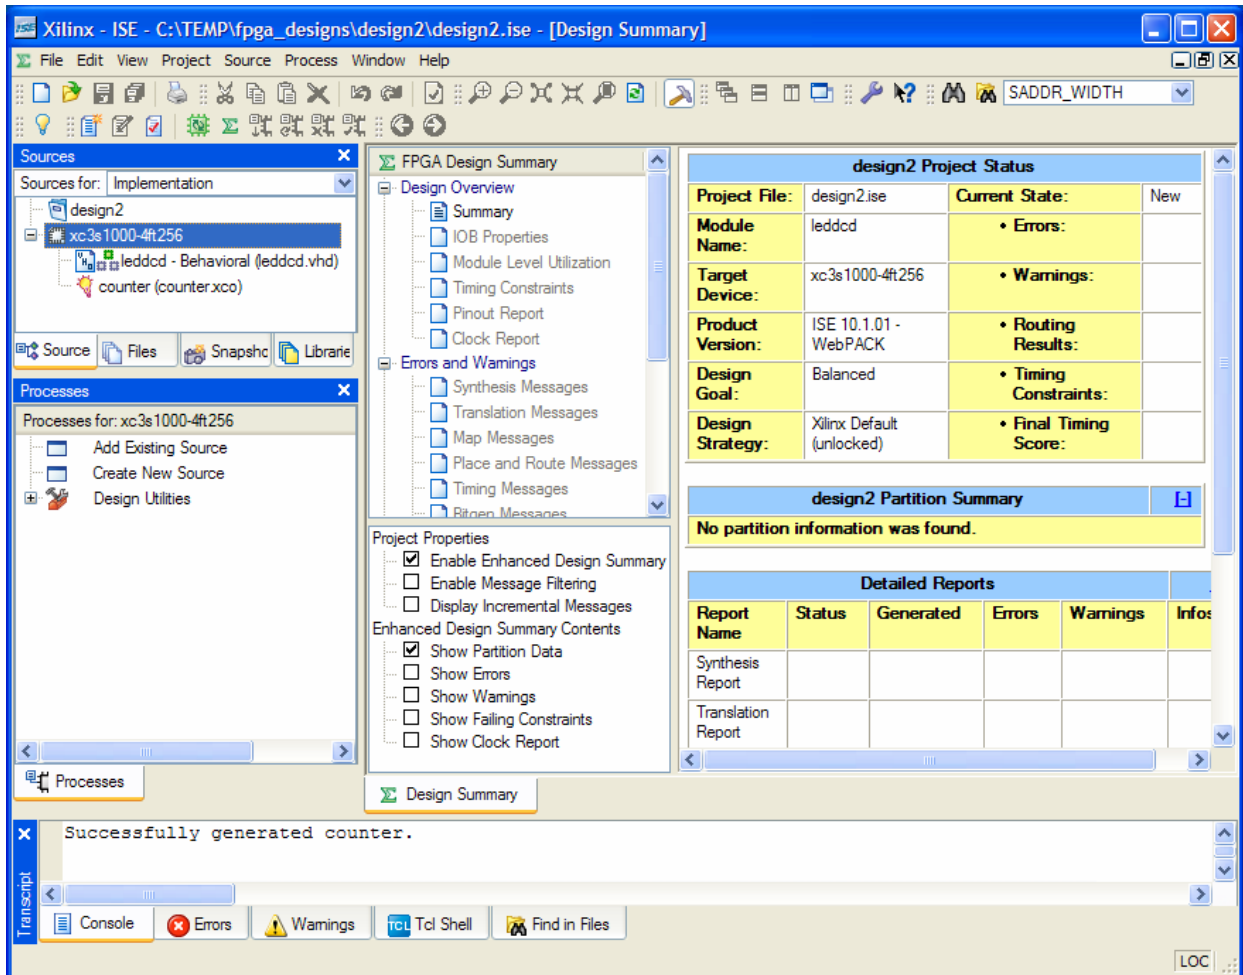 Xilinx - ISE - C:\TEMP\fpga_designs\design2\design2.ise - [Design Summary]
File Edit View Project Source Process Window Help
SADDR_WIDTH
Sources
Sources for: Implementation
design2
xc3s1000-4ft256
leddcd - Behavioral (leddcd.vhd)
counter (counter.xco)
Source Files Snapshc Librarie
Processes
Processes for: xc3s1000-4ft256
Add Existing Source
Create New Source
Design Utilities
Processes
FPGA Design Summary
Design Overview
Summary
IOB Properties
Module Level Utilization
Timing Constraints
Pinout Report
Clock Report
Errors and Warnings
Synthesis Messages
Translation Messages
Map Messages
Place and Route Messages
Timing Messages
Bitgen Messages
Project Properties
Enable Enhanced Design Summary
Enable Message Filtering
Display Incremental Messages
Enhanced Design Summary Contents
Show Partition Data
Show Errors
Show Warnings
Show Failing Constraints
Show Clock Report
Design Summary
design2 Project Status
Project File: design2.ise Current State: New
Module Name: leddcd • Errors:
Target Device: xc3s1000-4ft256 • Warnings:
Product Version: ISE 10.1.01 - WebPACK • Routing Results:
Design Goal: Balanced • Timing Constraints:
Design Strategy: Xilinx Default (unlocked) • Final Timing Score:
design2 Partition Summary [-]
No partition information was found.
Detailed Reports
Report Name Status Generated Errors Warnings Infos
Synthesis Report
Translation Report
Successfully generated counter.
Transcript
Console Errors Warnings Tcl Shell Find in Files
LOC